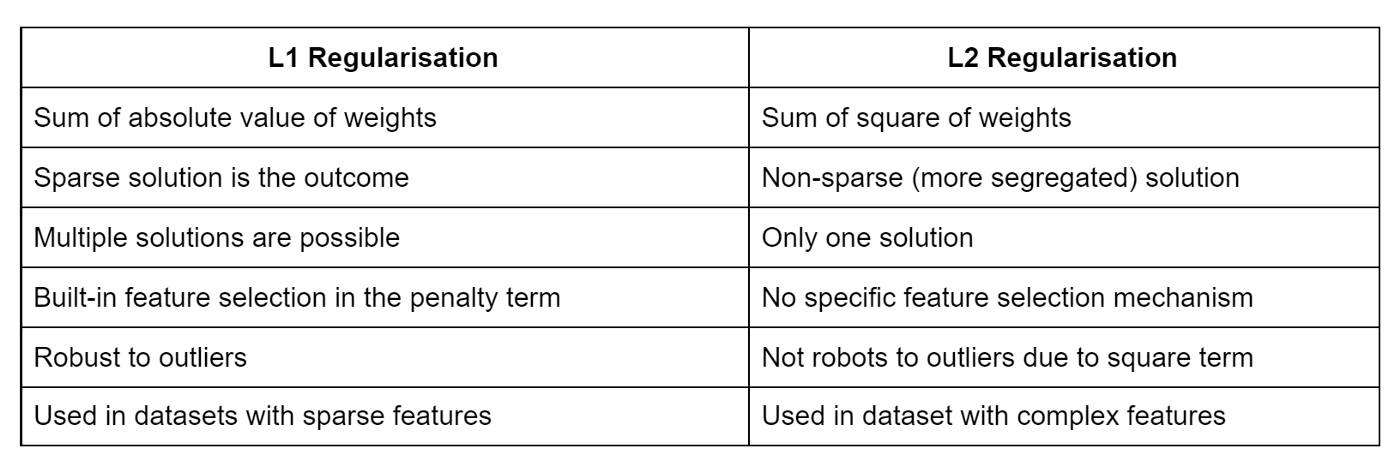 L1 Regularisation
L2 Regularisation
Sum of absolute value of weights
Sum of square of weights
Sparse solution is the outcome
Non-sparse (more segregated) solution
Multiple solutions are possible
Only one solution
Built-in feature selection in the penalty term
No specific feature selection mechanism
Robust to outliers
Not robots to outliers due to square term
Used in datasets with sparse features
Used in dataset with complex features